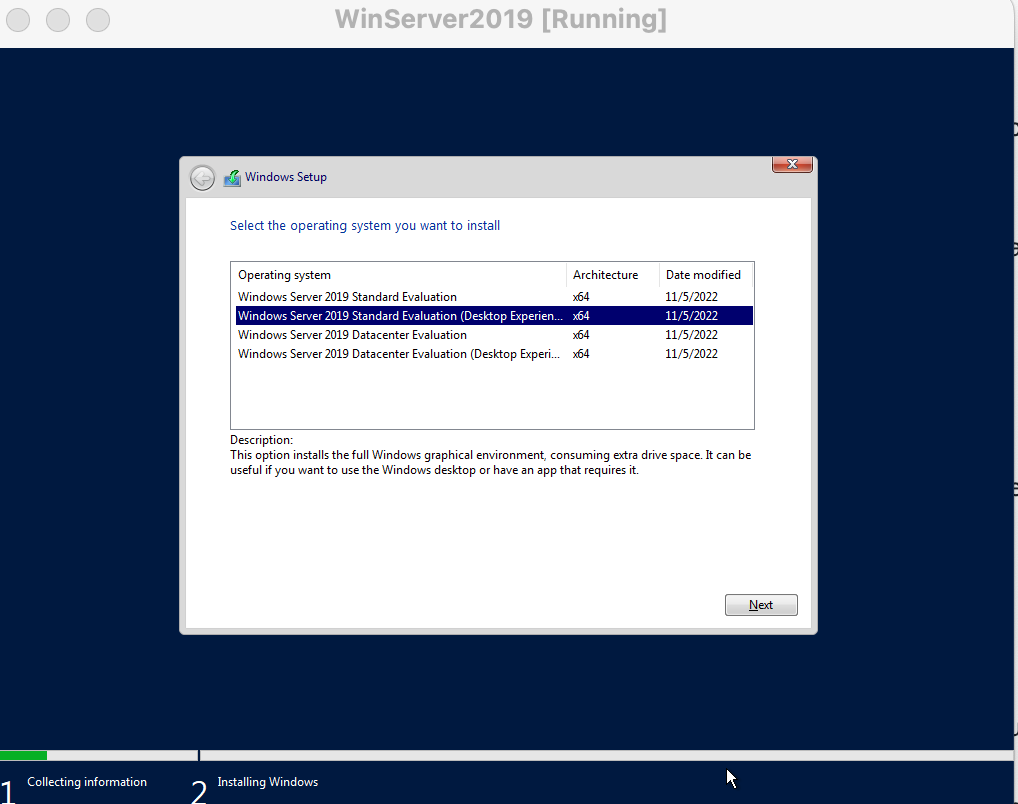 WinServer2019 [Running]
Windows Setup
Select the operating system you want to install
Operating system Architecture Date modified
Windows Server 2019 Standard Evaluation x64 11/5/2022
Windows Server 2019 Standard Evaluation (Desktop Experien... x64 11/5/2022
Windows Server 2019 Datacenter Evaluation x64 11/5/2022
Windows Server 2019 Datacenter Evaluation (Desktop Experi... x64 11/5/2022
Description:
This option installs the full Windows graphical environment, consuming extra drive space. It can be
useful if you want to use the Windows desktop or have an app that requires it.
Next
1 Collecting information 2 Installing Windows